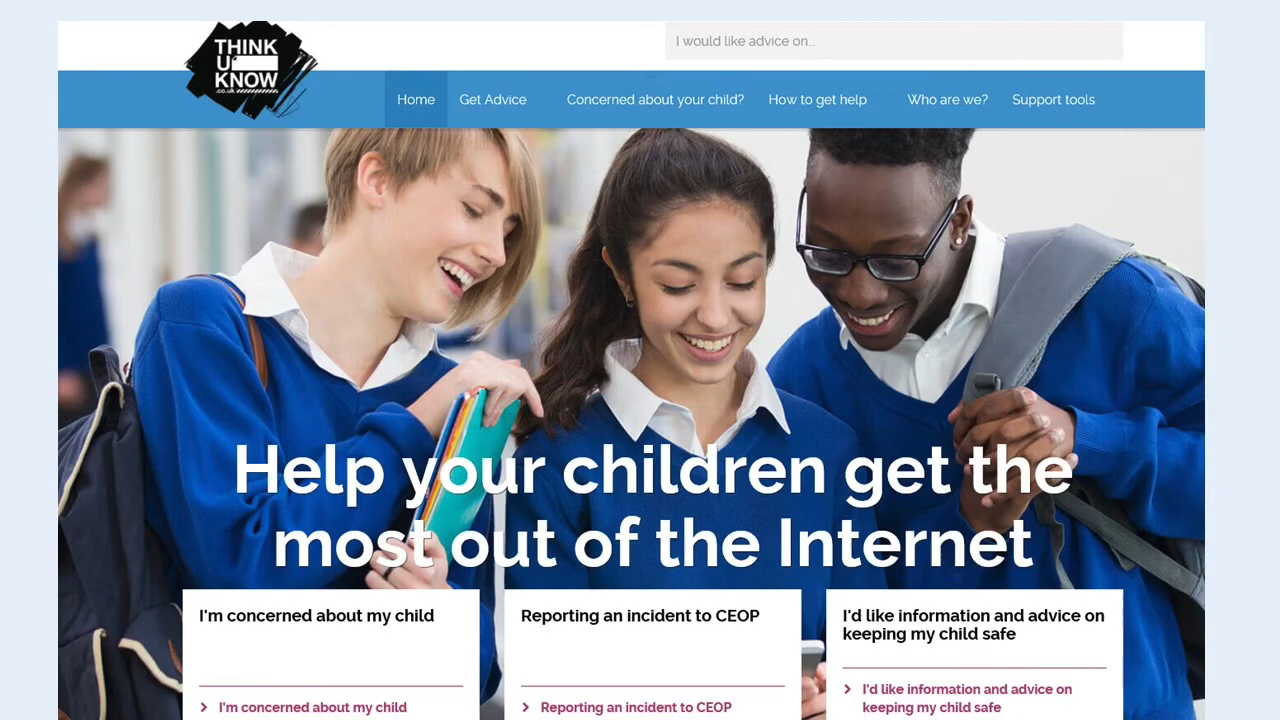 THINK
U
KNOW
.co.uk
I would like advice on...
Home
Get Advice
Concerned about your child?
How to get help
Who are we?
Support tools
Help your children get the
most out of the Internet
I'm concerned about my child
I'm concerned about my child
Reporting an incident to CEOP
Reporting an incident to CEOP
I'd like information and advice on
keeping my child safe
I'd like information and advice on
keeping my child safe